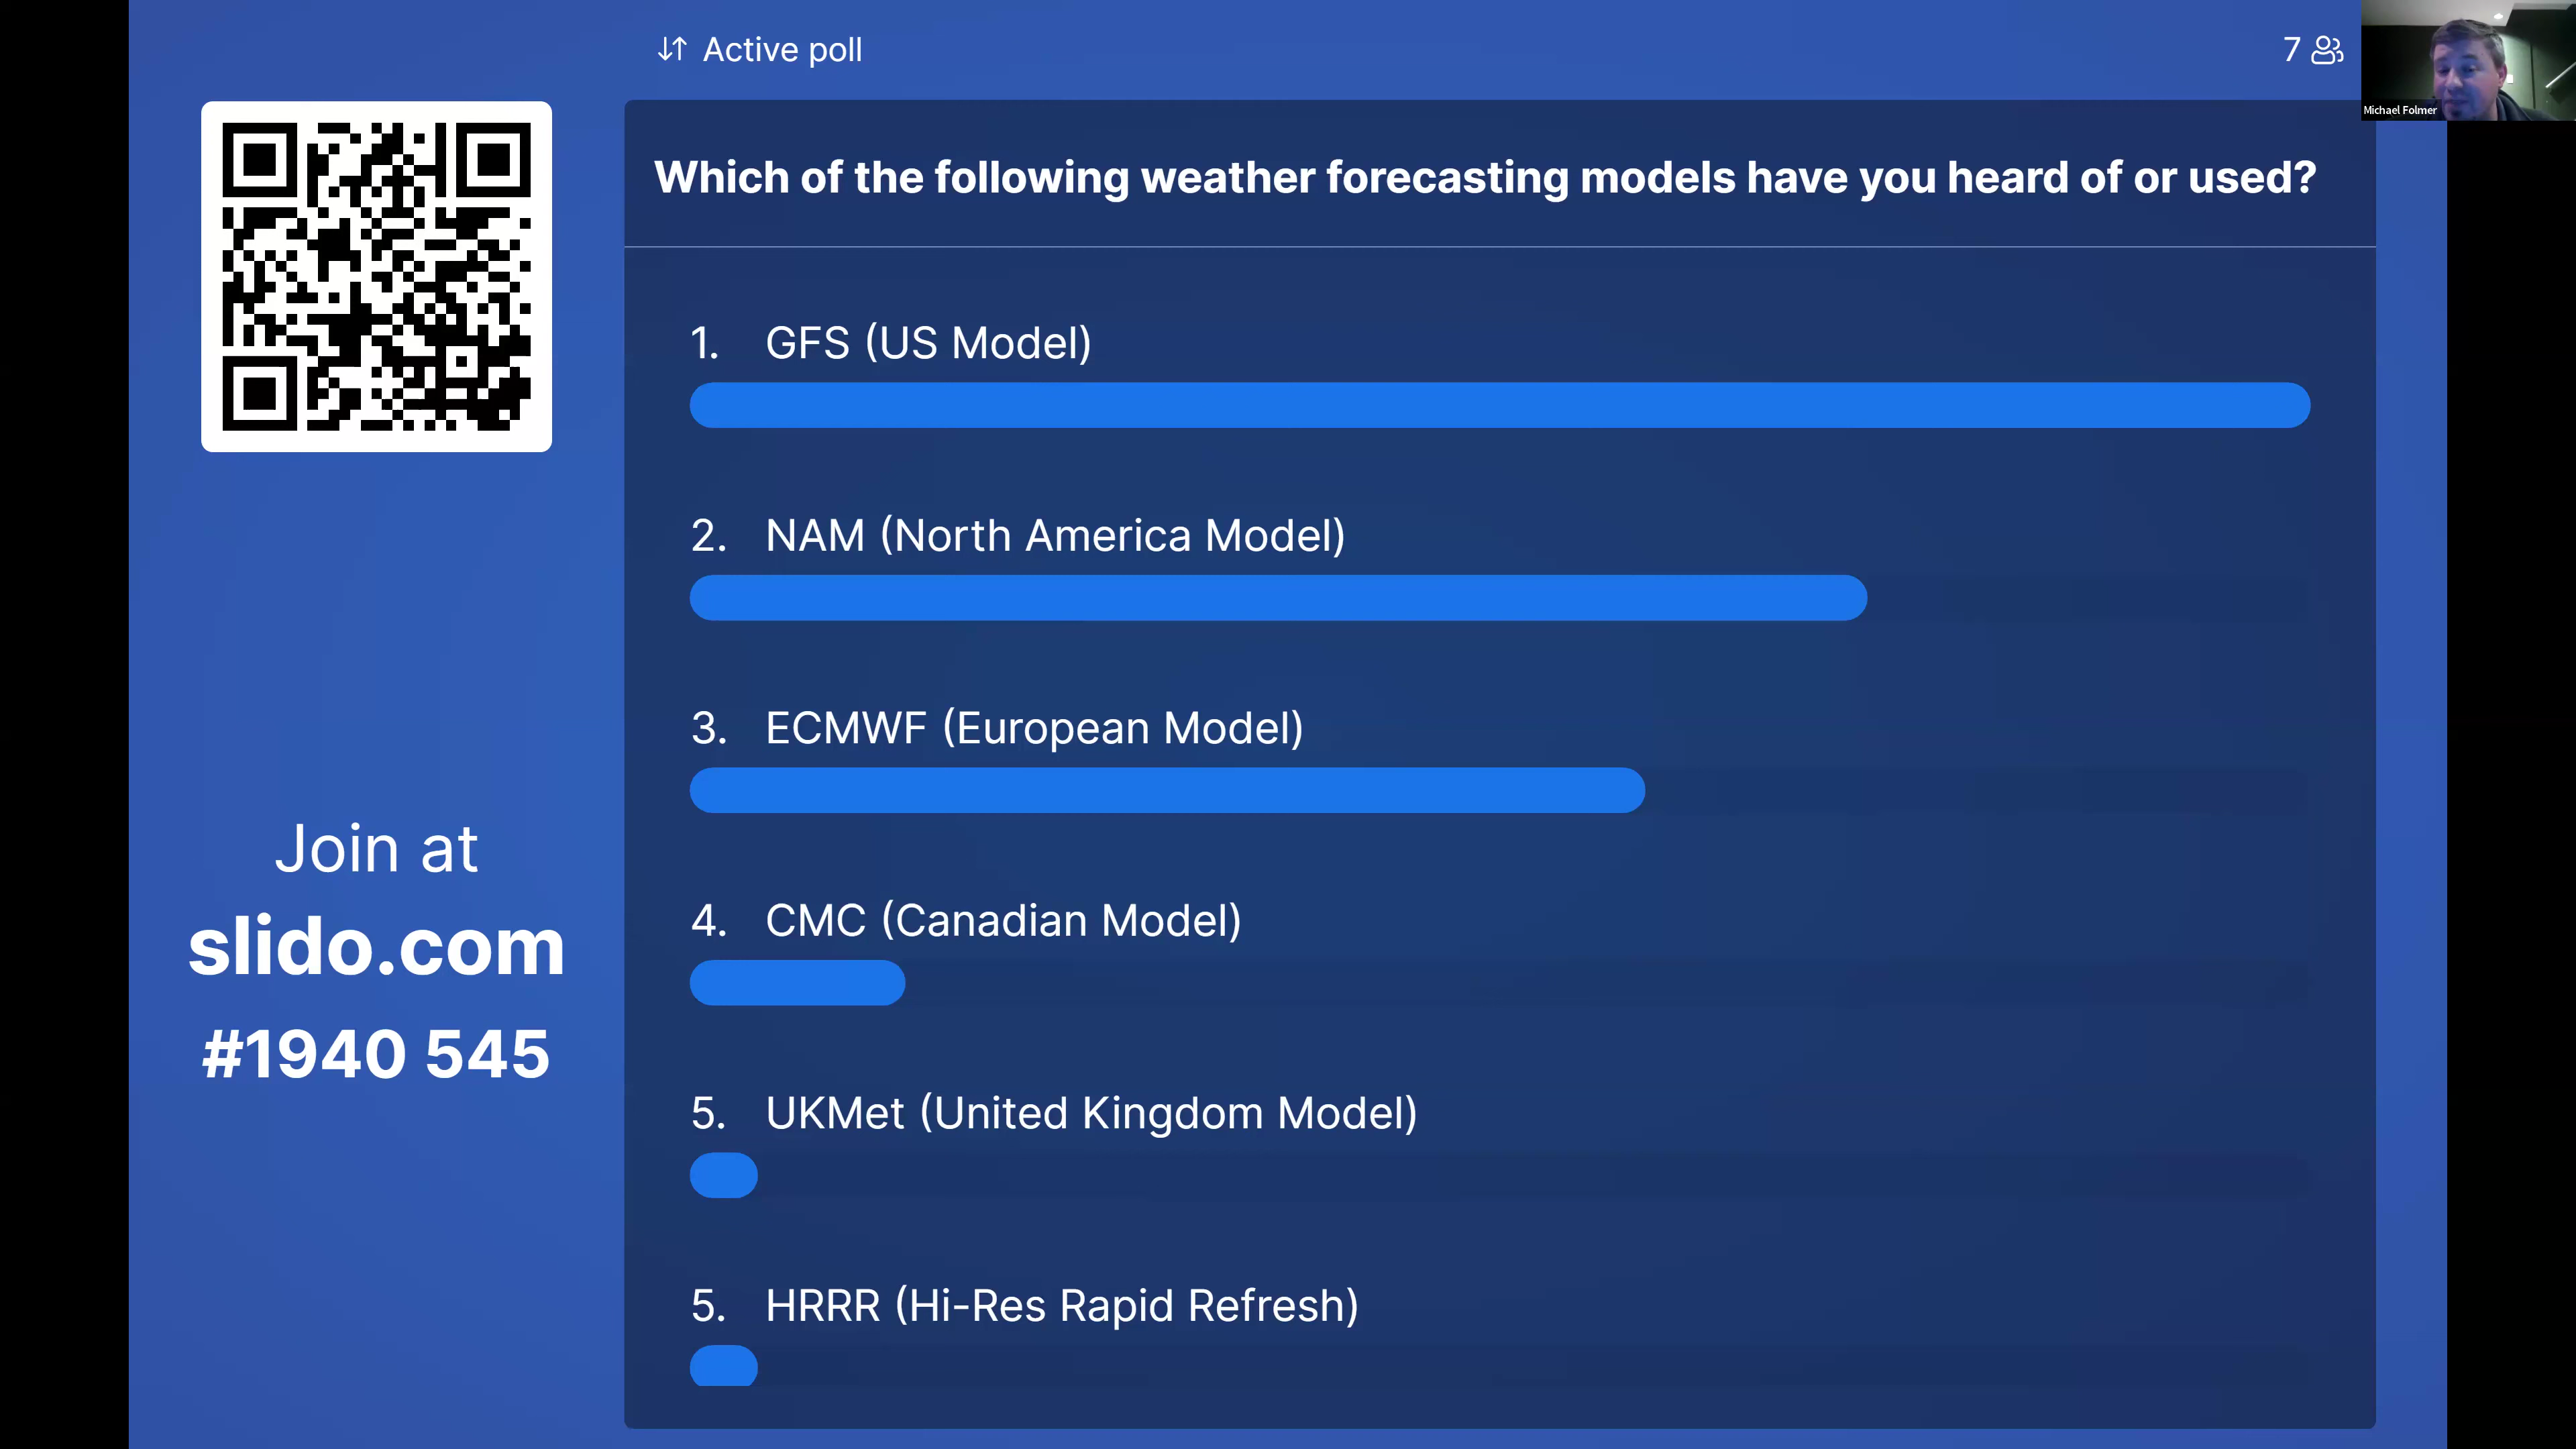 Active poll
7
Michael Folmer
Which of the following weather forecasting models have you heard of or used?
1. GFS (US Model)
2. NAM (North America Model)
3. ECMWF (European Model)
4. CMC (Canadian Model)
5. UKMet (United Kingdom Model)
5. HRRR (Hi-Res Rapid Refresh)
Join at
slido.com
#1940 545